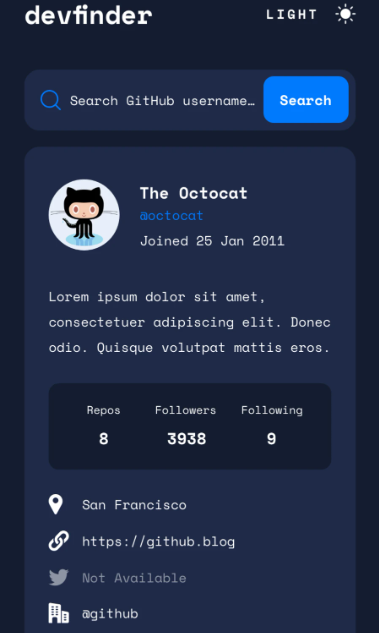 devfinder
LIGHT
Search GitHub username…
Search
The Octocat
@octocat
Joined 25 Jan 2011
Lorem ipsum dolor sit amet,
consectetuer adipiscing elit. Donec
odio. Quisque volutpat mattis eros.
Repos Followers Following
8 3938 9
San Francisco
https://github.blog
Not Available
@github